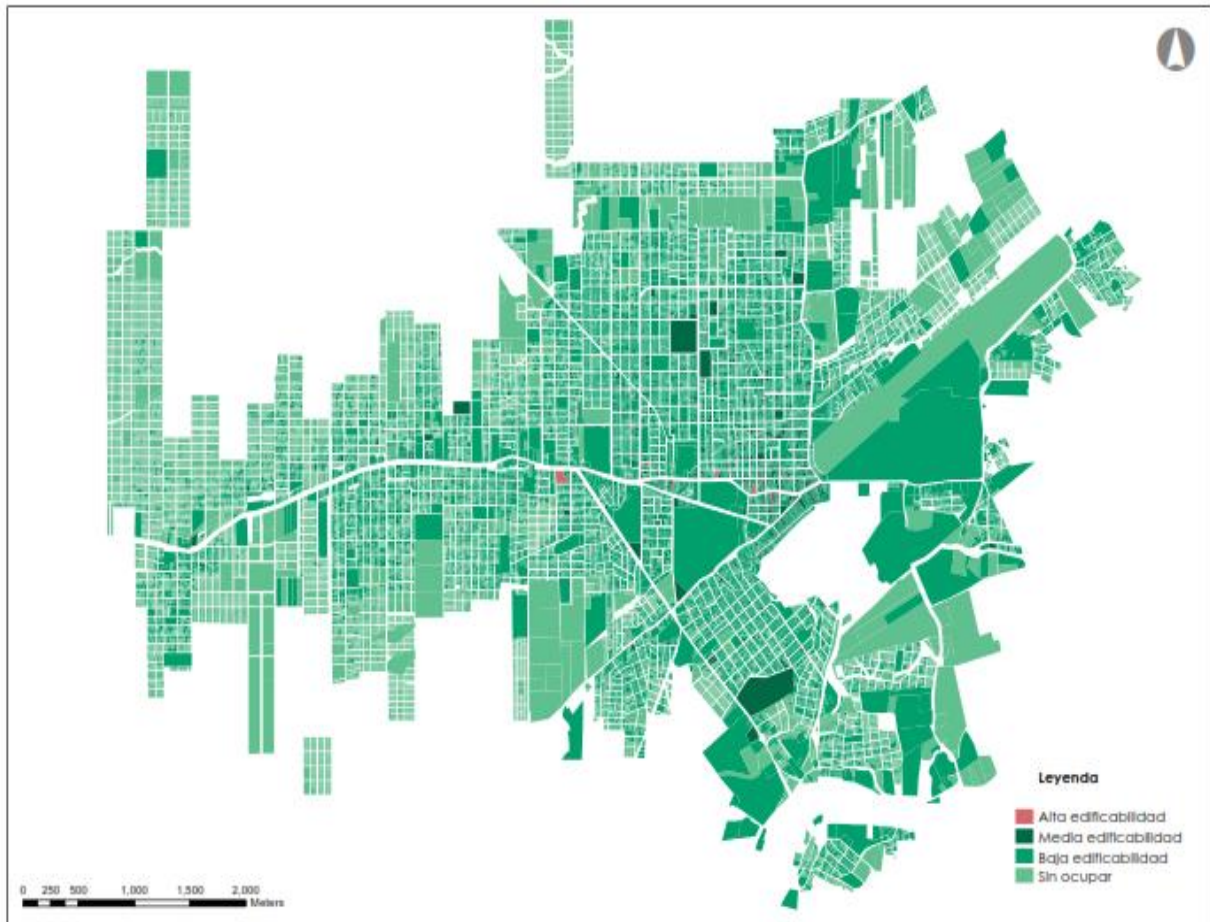 Leyenda
Alta edificabilidad
Media edificabilidad
Baja edificabilidad
Sin ocupar
0 250 500 1,000 1,500 2,000
Meters